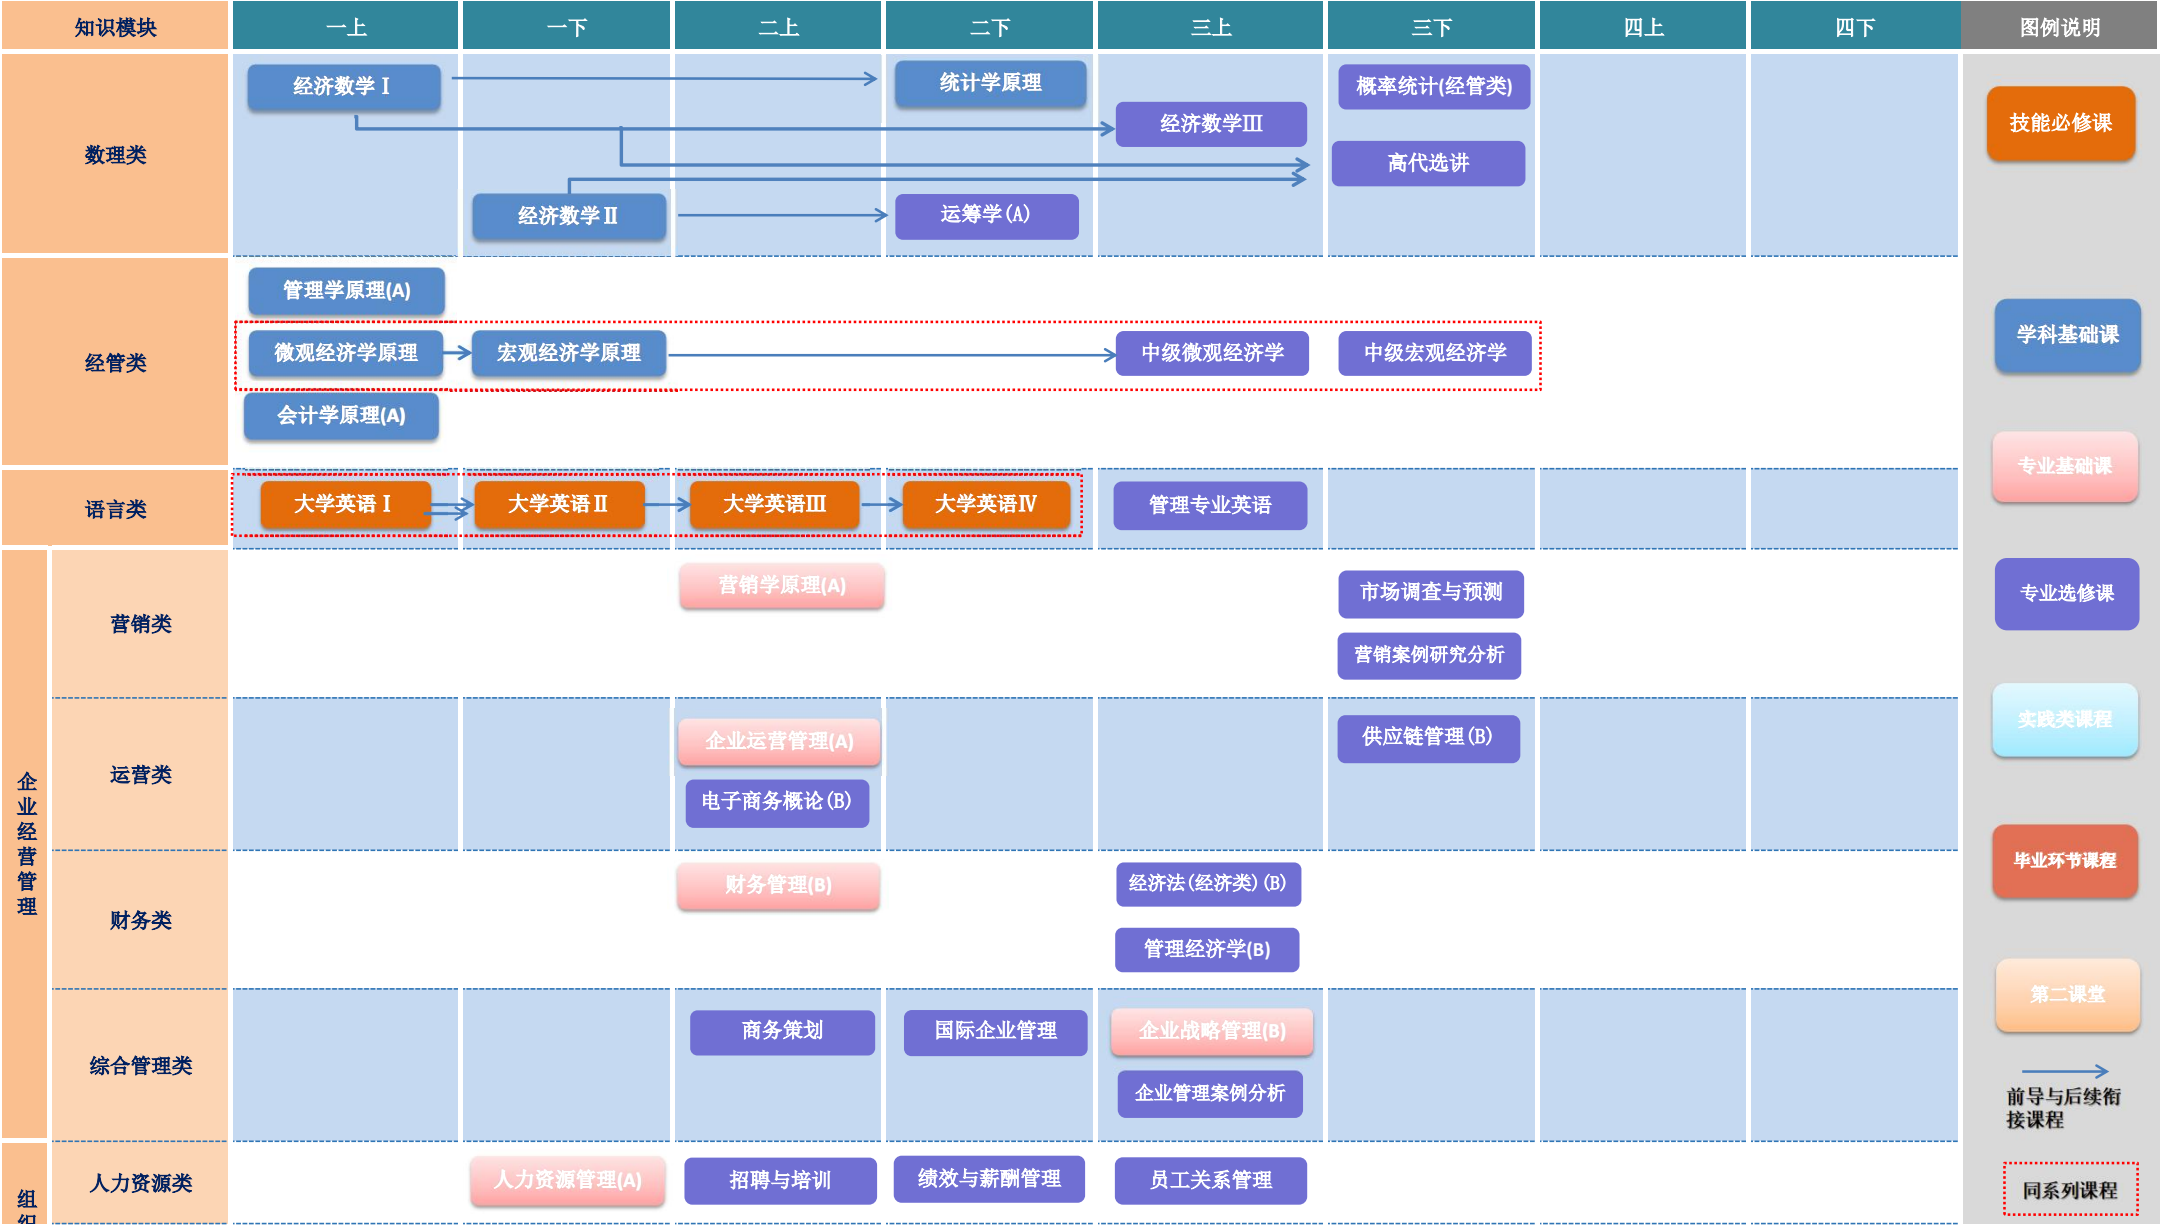 知识模块
一上
一下
二上
二下
三上
三下
四上
四下
图例说明
数理类
经济数学Ⅰ
统计学原理
概率统计(经管类)
经济数学Ⅲ
高代选讲
经济数学Ⅱ
运筹学(A)
经管类
管理学原理(A)
微观经济学原理
宏观经济学原理
中级微观经济学
中级宏观经济学
会计学原理(A)
语言类
大学英语Ⅰ
大学英语Ⅱ
大学英语Ⅲ
大学英语Ⅳ
管理专业英语
企业经营管理
营销类
营销学原理(A)
市场调查与预测
营销案例研究分析
运营类
企业运营管理(A)
供应链管理(B)
电子商务概论(B)
财务类
财务管理(B)
经济法(经济类)(B)
管理经济学(B)
综合管理类
商务策划
国际企业管理
企业战略管理(B)
企业管理案例分析
组织
人力资源类
人力资源管理(A)
招聘与培训
绩效与薪酬管理
员工关系管理
技能必修课
学科基础课
专业基础课
专业选修课
实践类课程
毕业环节课程
第二课堂
前导与后续衔
接课程
同系列课程